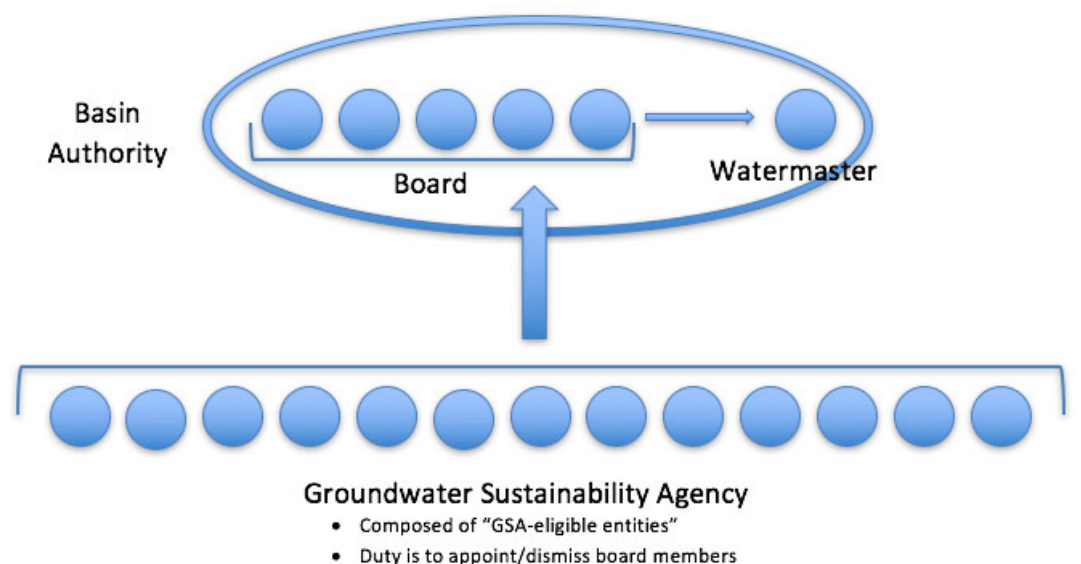 Basin
Authority
Board
Watermaster
Groundwater Sustainability Agency
• Composed of “GSA-eligible entities”
• Duty is to appoint/dismiss board members